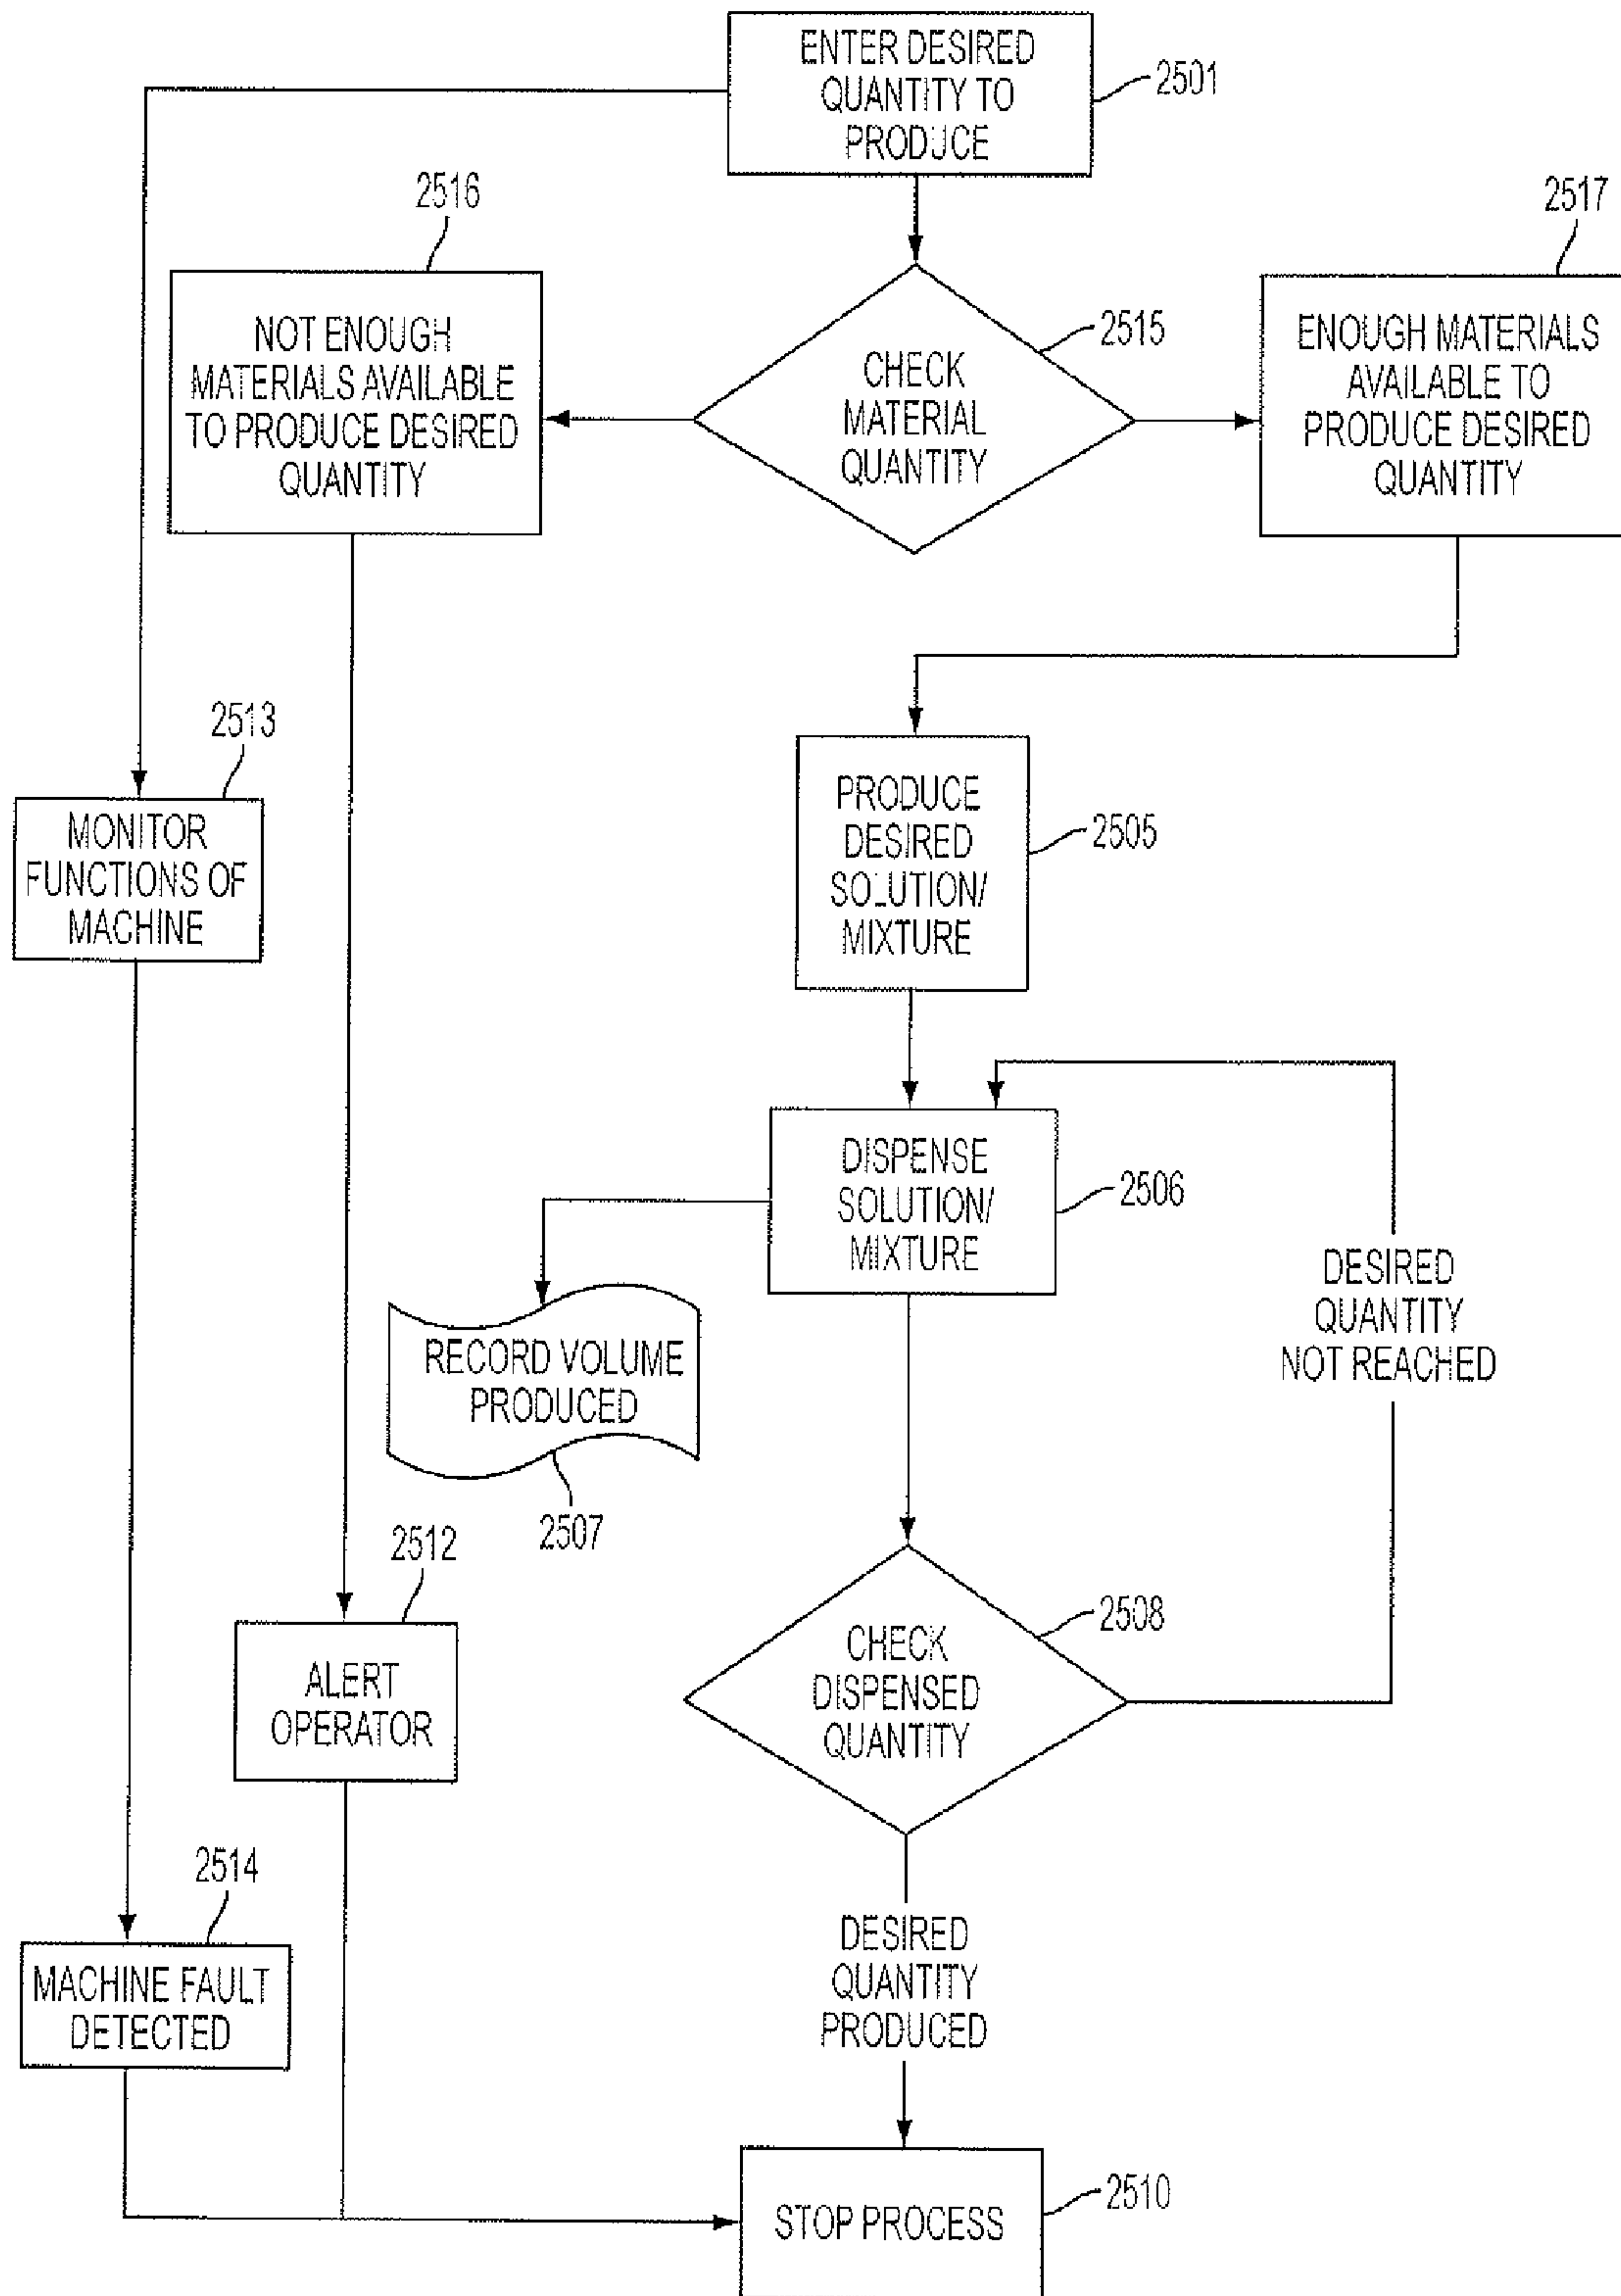 ENTER DESIRED
QUANTITY TO
PRODUCE
2501
2516
NOT ENOUGH
MATERIALS AVAILABLE
TO PRODUCE DESIRED
QUANTITY
2515
CHECK
MATERIAL
QUANTITY
2517
ENOUGH MATERIALS
AVAILABLE TO
PRODUCE DESIRED
QUANTITY
2513
MONITOR
FUNCTIONS OF
MACHINE
PRODUCE
DESIRED
SOLUTION/
MIXTURE
2505
DISPENSE
SOLUTION/
MIXTURE
2506
DESIRED
QUANTITY
NOT REACHED
RECORD VOLUME
PRODUCED
2507
2512
ALERT
OPERATOR
CHECK
DISPENSED
QUANTITY
2508
2514
MACHINE FAULT
DETECTED
DESIRED
QUANTITY
PRODUCED
STOP PROCESS
2510